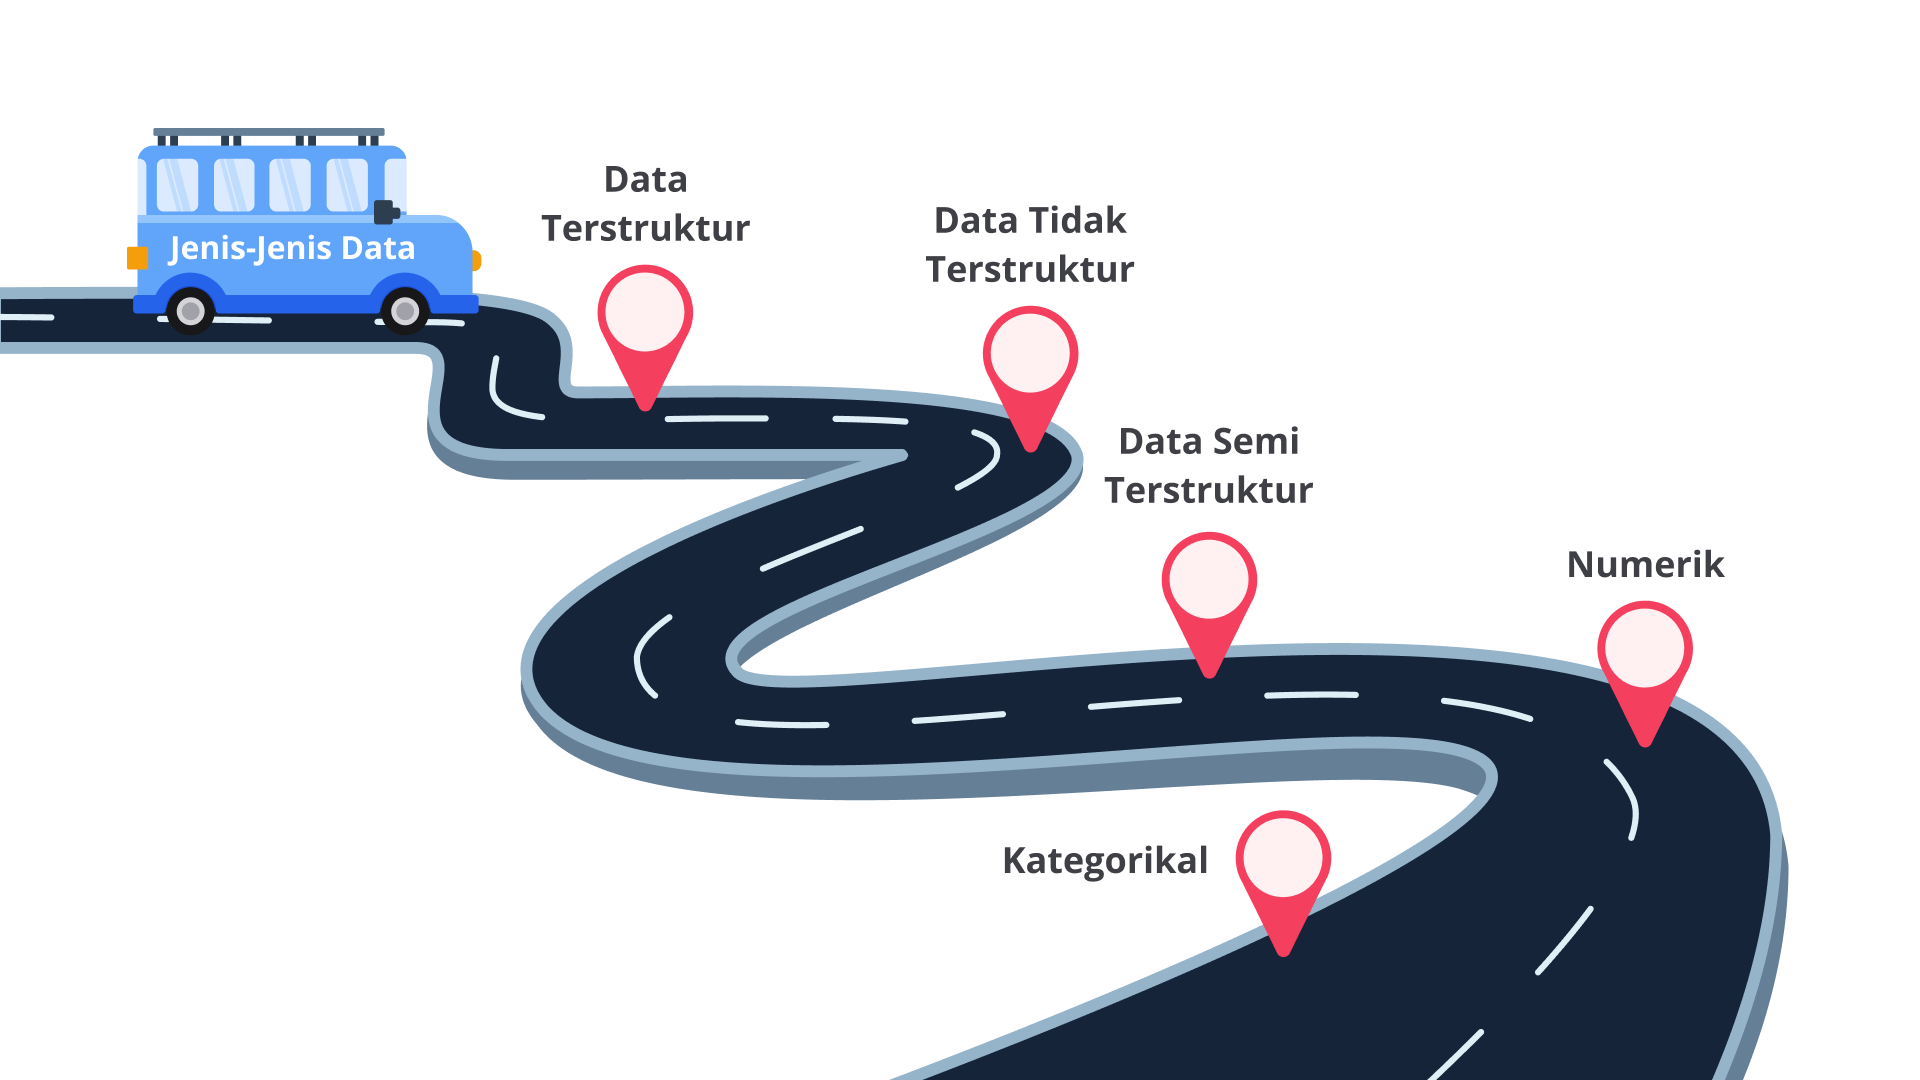 Jenis-Jenis Data
Data
Terstruktur
Data Tidak
Terstruktur
Data Semi
Terstruktur
Numerik
Kategorikal